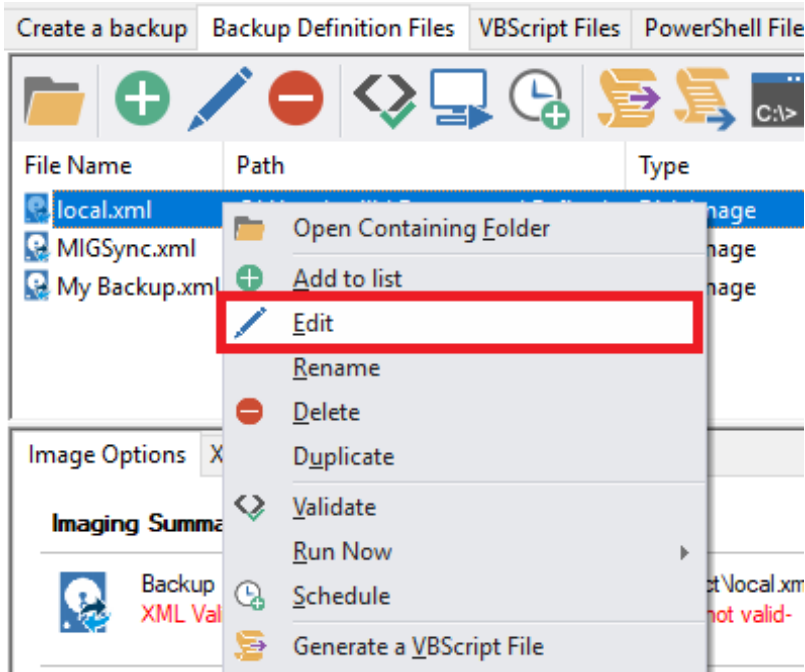 Create a backup Backup Definition Files VBScript Files PowerShell File
C:\>
File Name Path Type
local.xml
MIGSync.xml
My Backup.xml
Open Containing Folder
Add to list
Edit
Rename
Delete
Duplicate
Validate
Run Now
Schedule
Generate a VBScript File
Image Options X
Imaging Summa
Backup ct\local.xm
XML Val not valid-